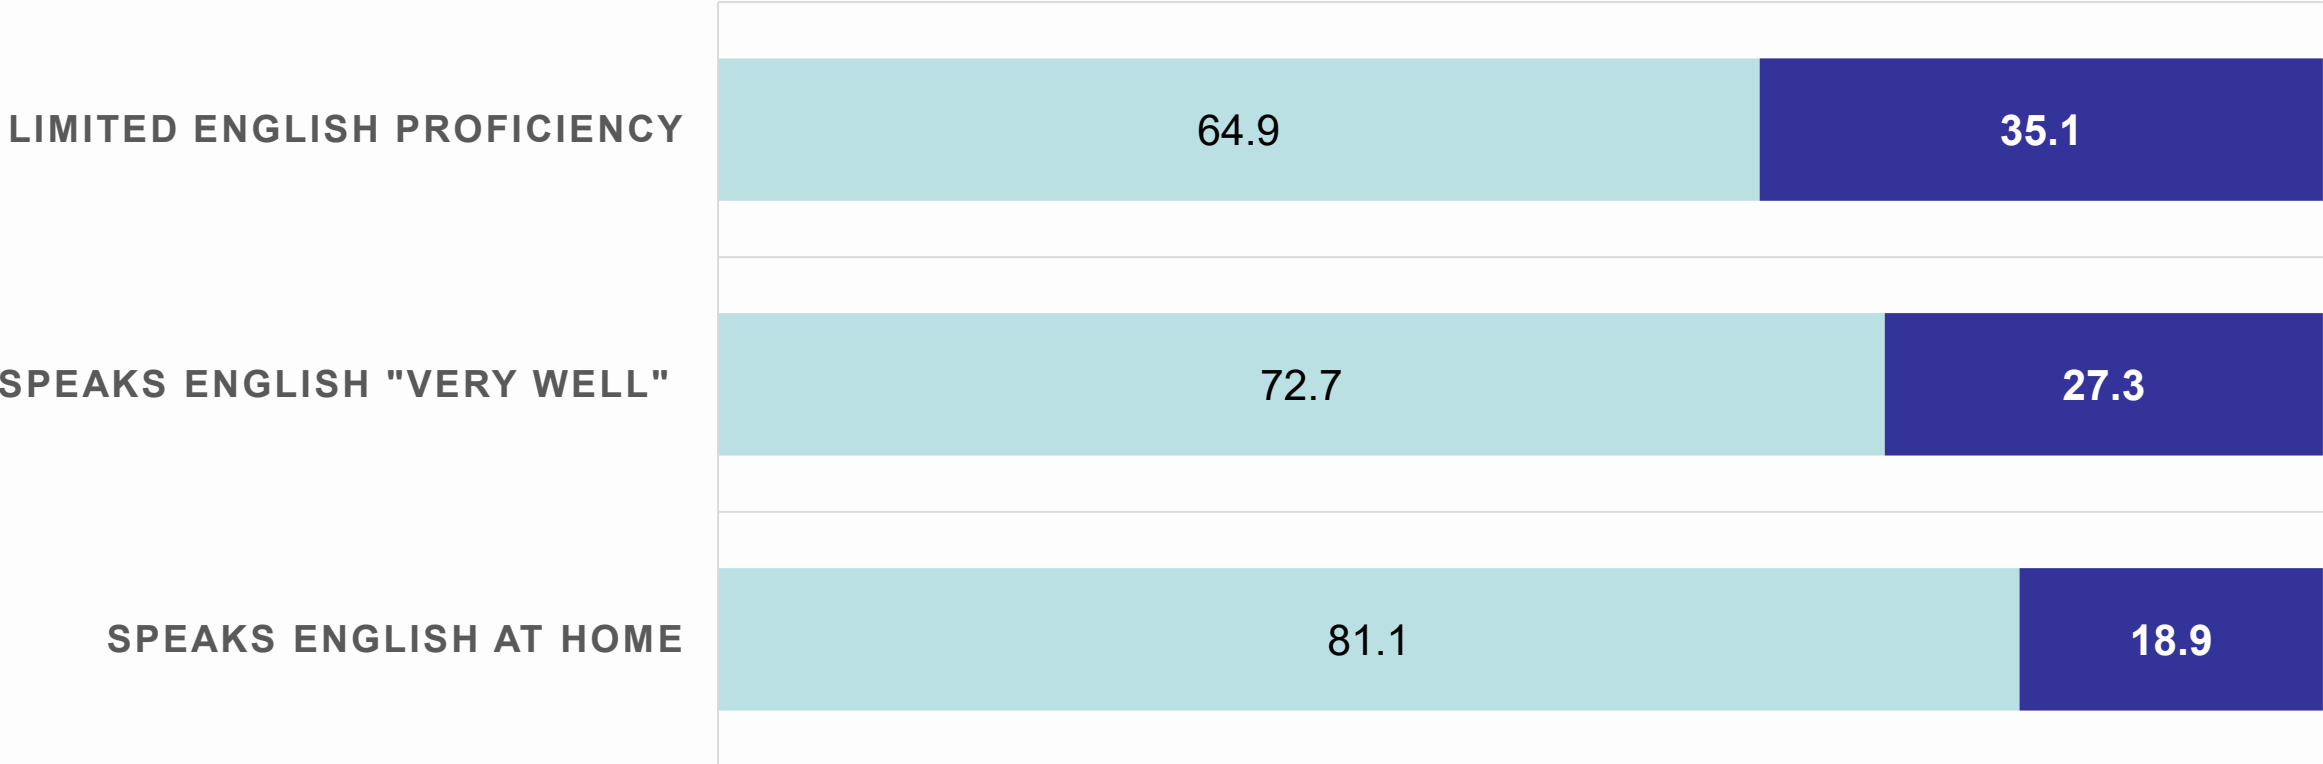 LIMITED ENGLISH PROFICIENCY 64.9 35.1
SPEAKS ENGLISH "VERY WELL" 72.7 27.3
SPEAKS ENGLISH AT HOME 81.1 18.9